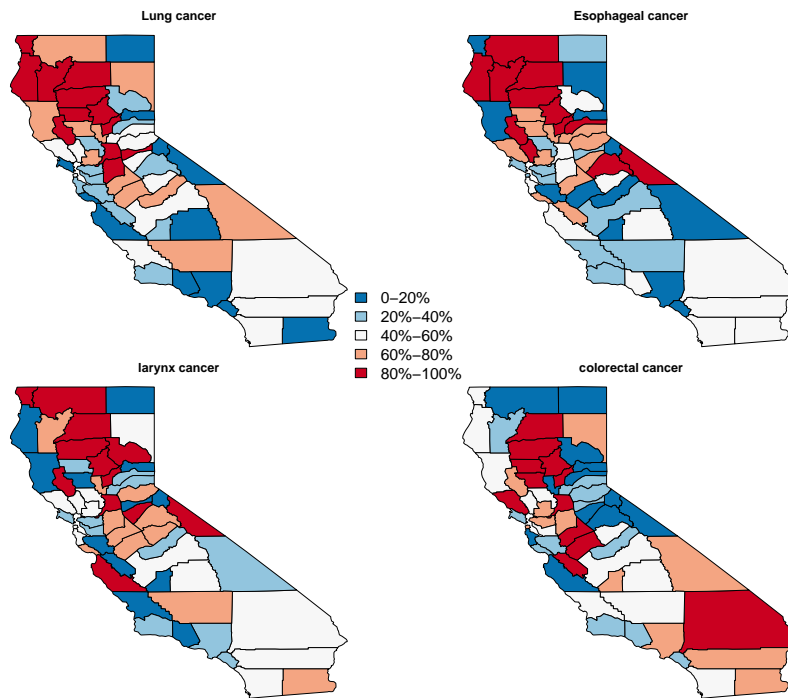 Lung cancer
Esophageal cancer
0−20%
20%−40%
40%−60%
60%−80%
80%−100%
larynx cancer
colorectal cancer